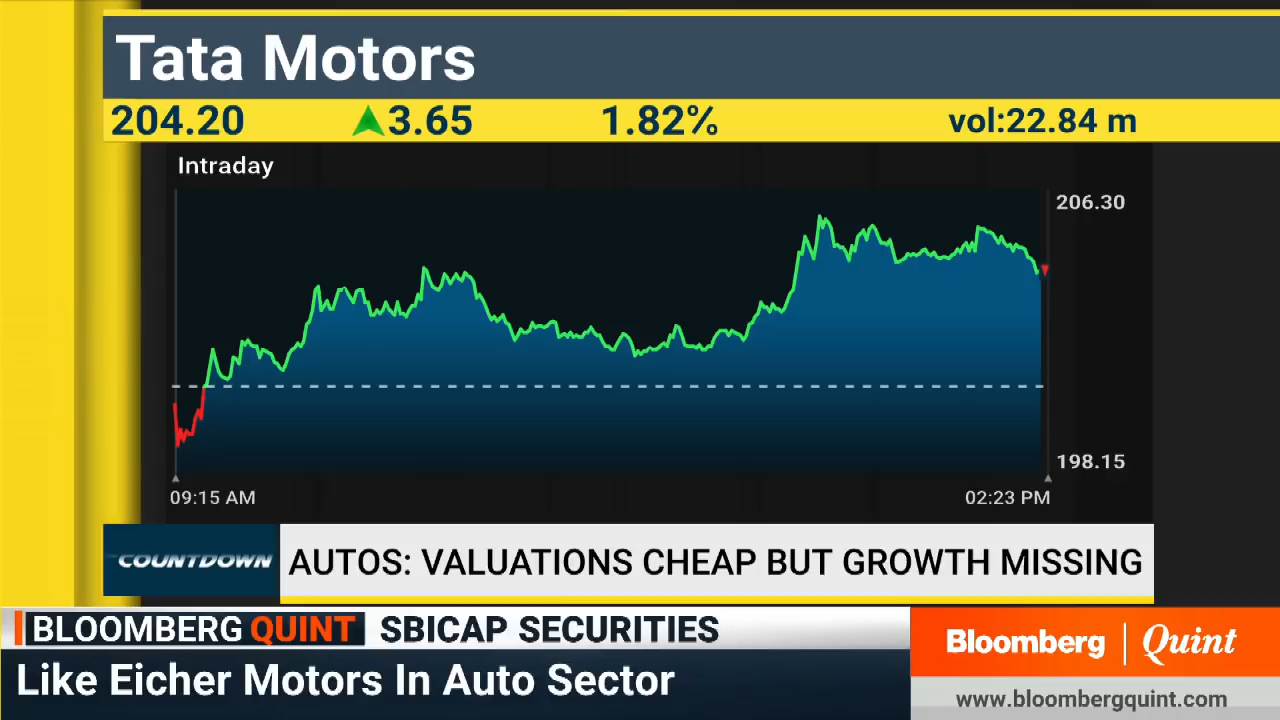 Tata Motors
204.20 3.65 1.82% vol:22.84 m
Intraday
206.30
198.15
09:15 AM 02:23 PM
COUNTDOWN AUTOS: VALUATIONS CHEAP BUT GROWTH MISSING
BLOOMBERG QUINT SBICAP SECURITIES
Like Eicher Motors In Auto Sector
Bloomberg | Quint
www.bloombergquint.com